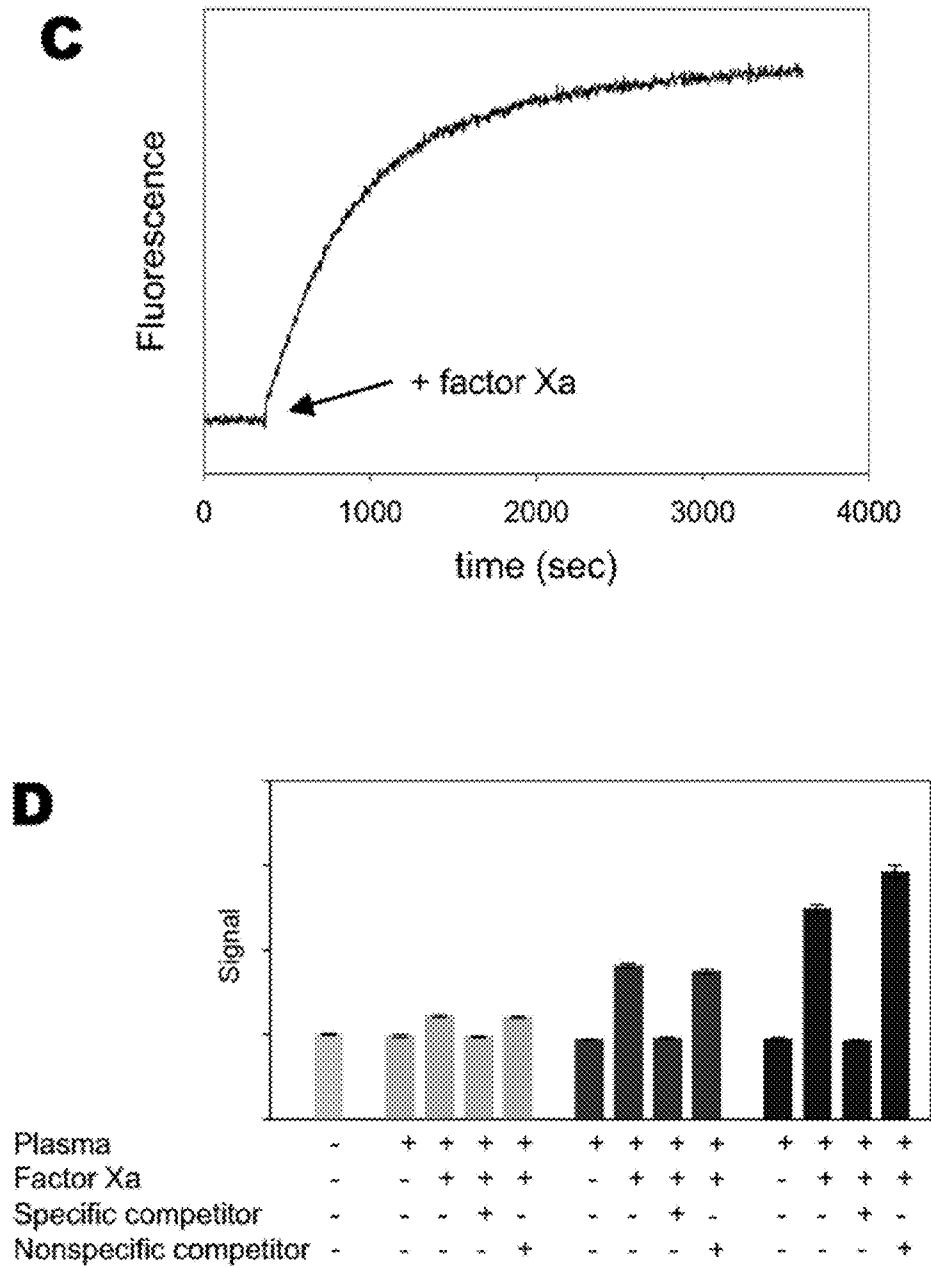 C
Fluorescence
+ factor Xa
0 1000 2000 3000 4000
time (sec)
D
Signal
Plasma - + + + + + + + + + + + +
Factor Xa - - + + + - + + + - + + +
Specific competitor - - - + - - - + - - - + -
Nonspecific competitor - - - - + - - - + - - - +